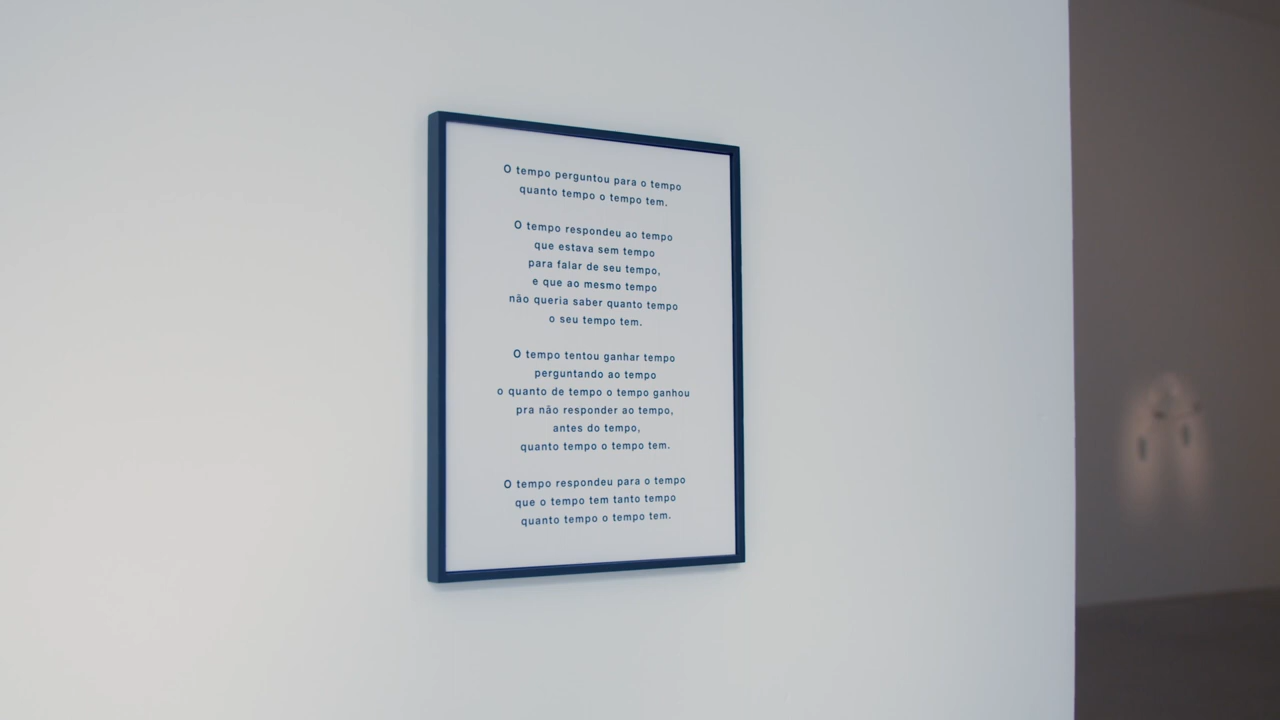 O tempo perguntou para o tempo
quanto tempo o tempo tem.
O tempo respondeu ao tempo
que estava sem tempo
para falar de seu tempo,
e que ao mesmo tempo
não queria saber quanto tempo
o seu tempo tem.
O tempo tentou ganhar tempo
perguntando ao tempo
o quanto de tempo o tempo ganhou
pra não responder ao tempo,
antes do tempo,
quanto tempo o tempo tem.
O tempo respondeu para o tempo
que o tempo tem tanto tempo
quanto tempo o tempo tem.